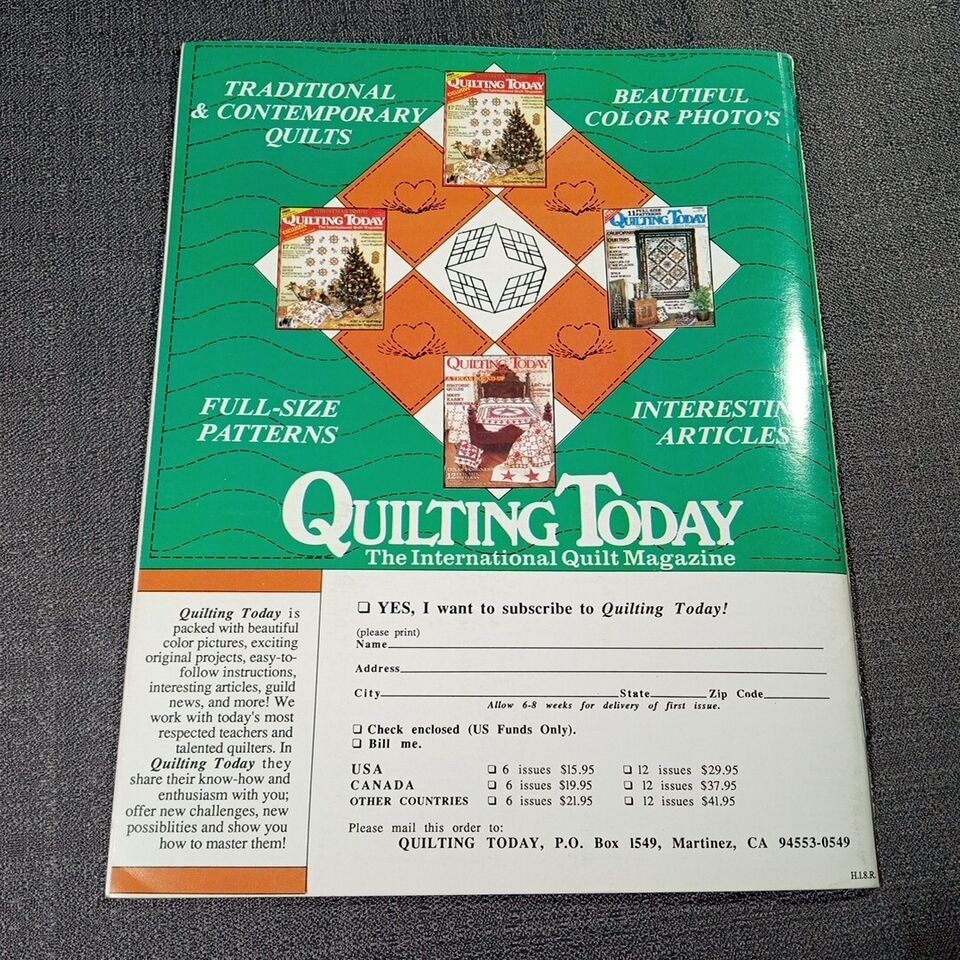 TRADITIONAL
& CONTEMPORARY
QUILTS
BEAUTIFUL
COLOR PHOTO'S
QUILTING TODAY
The International Quilt Magazine
QUILTING TODAY
The International Quilt Magazine
QUILTING TODAY
QUILTING TODAY
FULL-SIZE
PATTERNS
INTERESTIN
ARTICLES
QUILTING TODAY
The International Quilt Magazine
Quilting Today is
packed with beautiful
color pictures, exciting
original projects, easy-to-
follow instructions,
interesting articles, guild
news, and more! We
work with today's most
respected teachers and
talented quilters. In
Quilting Today they
share their know-how and
enthusiasm with you;
offer new challenges, new
possiblities and show you
how to master them!
YES, I want to subscribe to Quilting Today!
(please print)
Name
Address
City State Zip Code
Allow 6-8 weeks for delivery of first issue.
Check enclosed (US Funds Only).
Bill me.
USA 6 issues $15.95 12 issues $29.95
CANADA 6 issues $19.95 12 issues $37.95
OTHER COUNTRIES 6 issues $21.95 12 issues $41.95
Please mail this order to:
QUILTING TODAY, P.O. Box 1549, Martinez, CA 94553-0549
H.I.8.R.